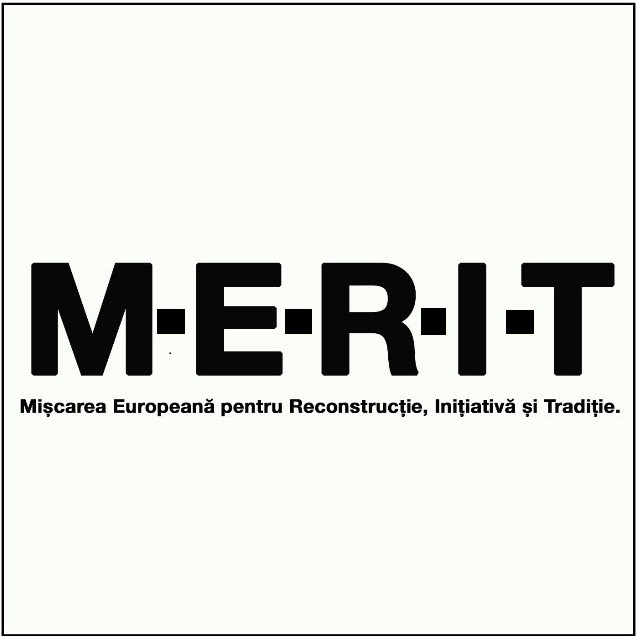 M·E·R·I·T
Mișcarea Europeană pentru Reconstrucție, Inițiativă și Tradiție.